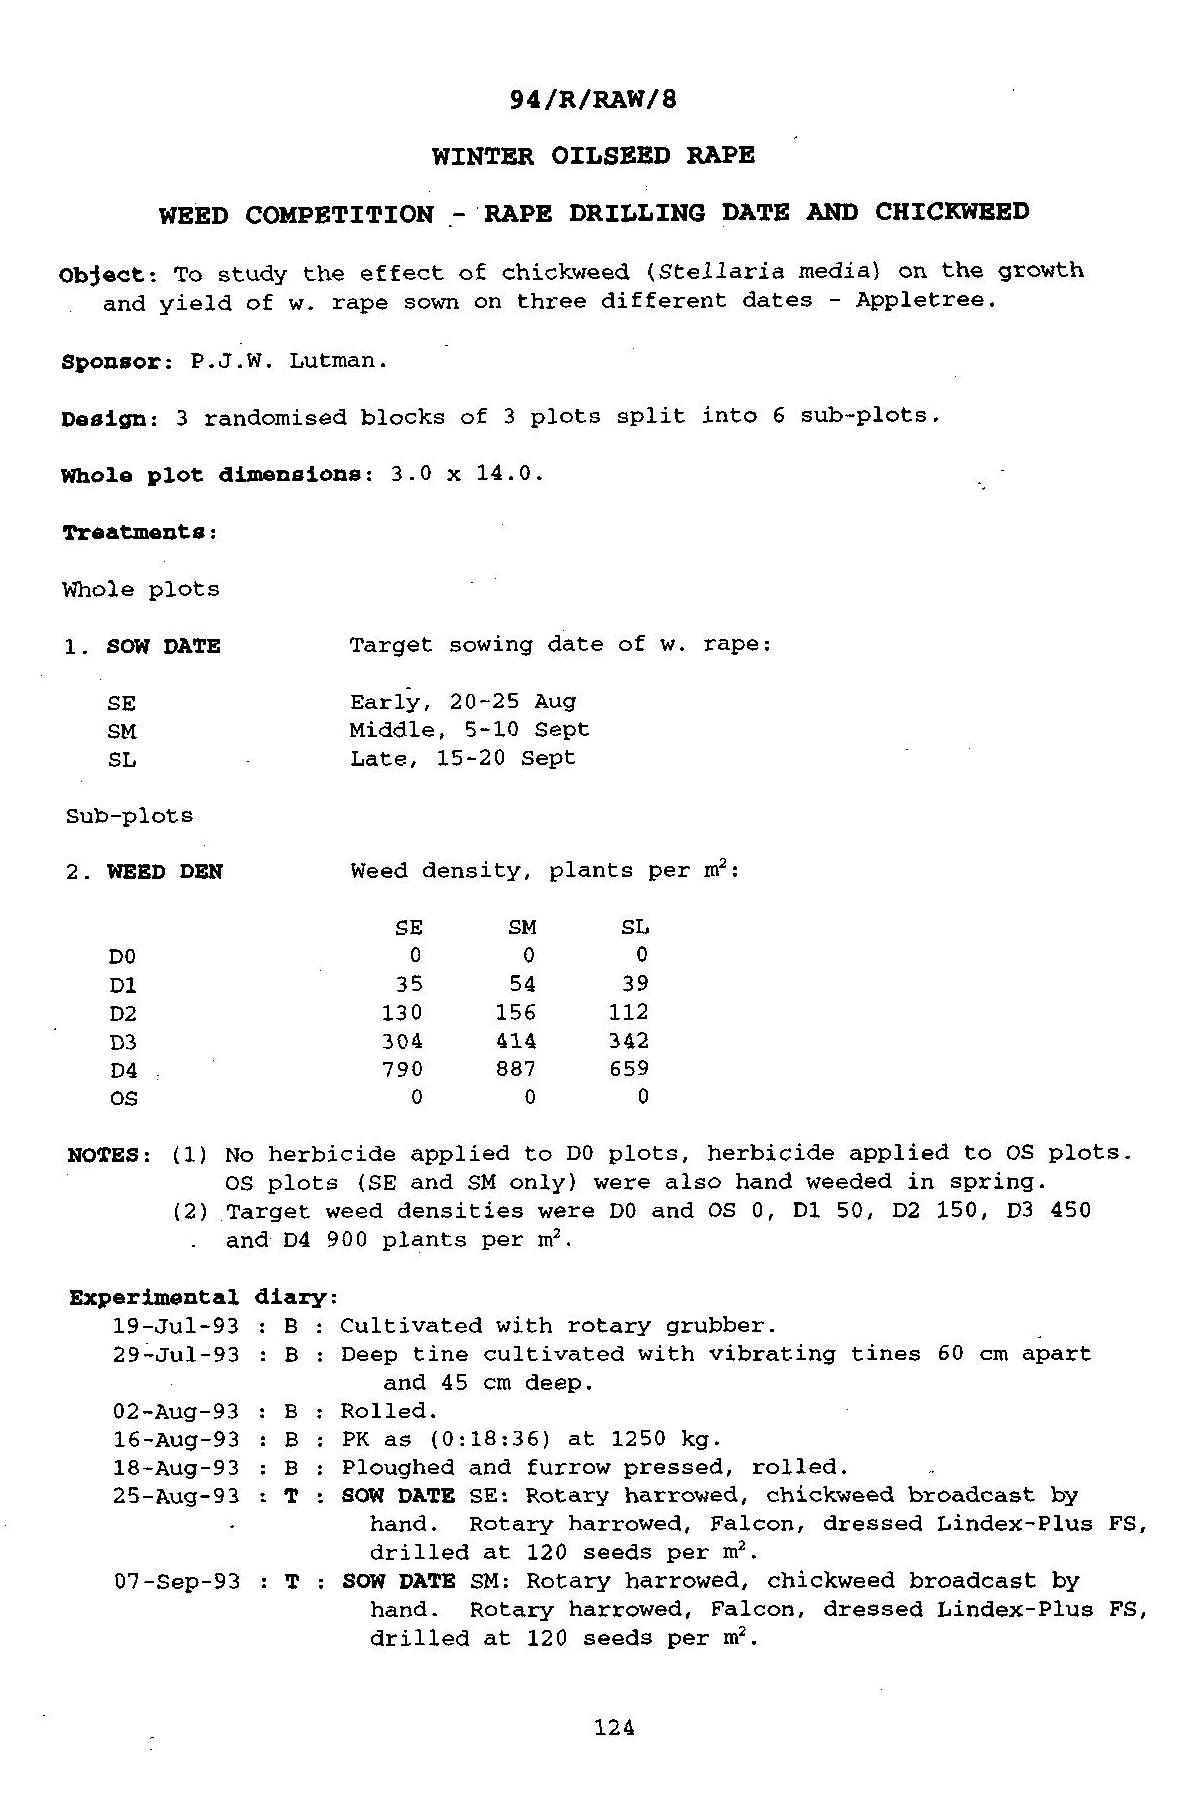 94/R/RAW/8
WINTER OILSEED RAPE
WEED COMPETITION - RAPE DRILLING DATE AND CHICKWEED
Object: To study the effect of chickweed (Stellaria media) on the growth
and yield of w. rape sown on three different dates - Appletree.
Sponsor: P.J.W. Lutman.
Design: 3 randomised blocks of 3 plots split into 6 sub-plots.
Whole plot dimensions: 3.0 x 14.0.
Treatments:
Whole plots
1. SOW DATE Target sowing date of w. rape:
SE Early, 20-25 Aug
SM Middle, 5-10 Sept
SL Late, 15-20 Sept
Sub-plots
2. WEED DEN Weed density, plants per m²:
SE SM SL
D0 0 0 0
D1 35 54 39
D2 130 156 112
D3 304 414 342
D4 790 887 659
OS 0 0 0
NOTES: (1) No herbicide applied to D0 plots, herbicide applied to OS plots.
OS plots (SE and SM only) were also hand weeded in spring.
(2) Target weed densities were D0 and OS 0, D1 50, D2 150, D3 450
and D4 900 plants per m².
Experimental diary:
19-Jul-93 : B : Cultivated with rotary grubber.
29-Jul-93 : B : Deep tine cultivated with vibrating tines 60 cm apart
and 45 cm deep.
02-Aug-93 : B : Rolled.
16-Aug-93 : B : PK as (0:18:36) at 1250 kg.
18-Aug-93 : B : Ploughed and furrow pressed, rolled.
25-Aug-93 : T : SOW DATE SE: Rotary harrowed, chickweed broadcast by
hand. Rotary harrowed, Falcon, dressed Lindex-Plus FS,
drilled at 120 seeds per m².
07-Sep-93 : T : SOW DATE SM: Rotary harrowed, chickweed broadcast by
hand. Rotary harrowed, Falcon, dressed Lindex-Plus FS,
drilled at 120 seeds per m².
124